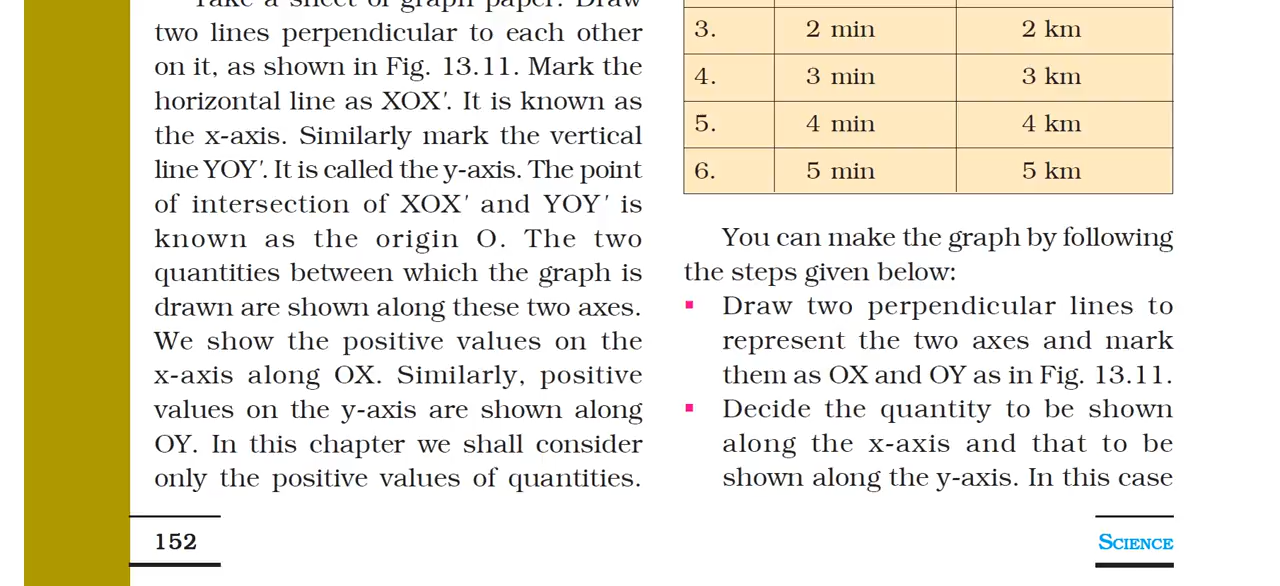 Take a sheet of graph paper. Draw
two lines perpendicular to each other
on it, as shown in Fig. 13.11. Mark the
horizontal line as XOX′. It is known as
the x-axis. Similarly mark the vertical
line YOY′. It is called the y-axis. The point
of intersection of XOX′ and YOY′ is
known as the origin O. The two
quantities between which the graph is
drawn are shown along these two axes.
We show the positive values on the
x-axis along OX. Similarly, positive
values on the y-axis are shown along
OY. In this chapter we shall consider
only the positive values of quantities.
3. 2 min 2 km
4. 3 min 3 km
5. 4 min 4 km
6. 5 min 5 km
You can make the graph by following
the steps given below:
▪ Draw two perpendicular lines to
represent the two axes and mark
them as OX and OY as in Fig. 13.11.
▪ Decide the quantity to be shown
along the x-axis and that to be
shown along the y-axis. In this case
152
SCIENCE